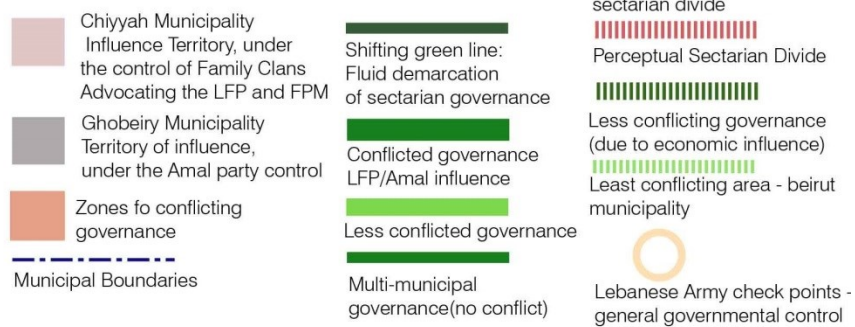 Chiyyah Municipality
Influence Territory, under
the control of Family Clans
Advocating the LFP and FPM
Ghobeiry Municipality
Territory of influence,
under the Amal party control
Zones fo conflicting
governance
Municipal Boundaries
Shifting green line:
Fluid demarcation
of sectarian governance
Conflicted governance
LFP/Amal influence
Less conflicted governance
Multi-municipal
governance(no conflict)
sectarian divide
Perceptual Sectarian Divide
Less conflicting governance
(due to economic influence)
Least conflicting area - beirut
municipality
Lebanese Army check points -
general governmental control